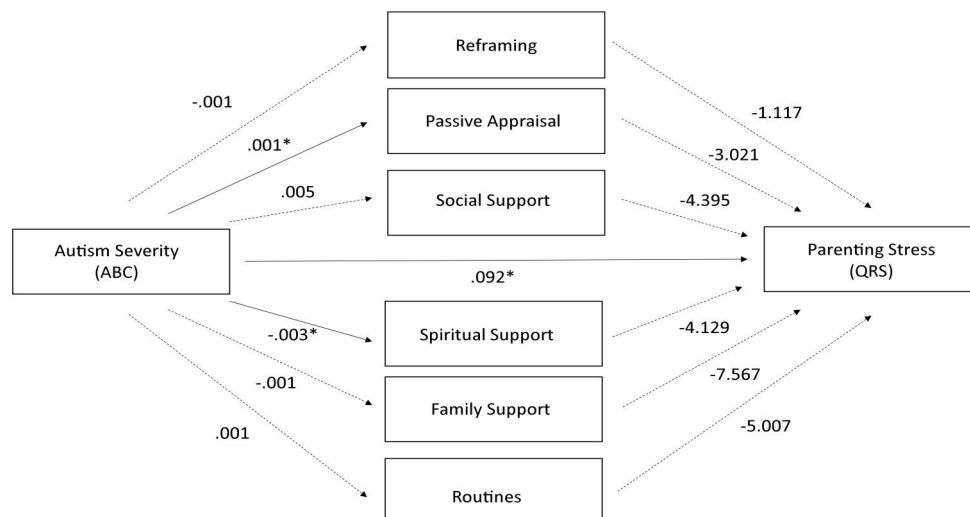 Reframing
-.001
-1.117
Passive Appraisal
.001*
-3.021
Social Support
.005
-4.395
Autism Severity
(ABC)
Parenting Stress
(QRS)
.092*
Spiritual Support
-.003*
-4.129
Family Support
-.001
-7.567
.001
-5.007
Routines